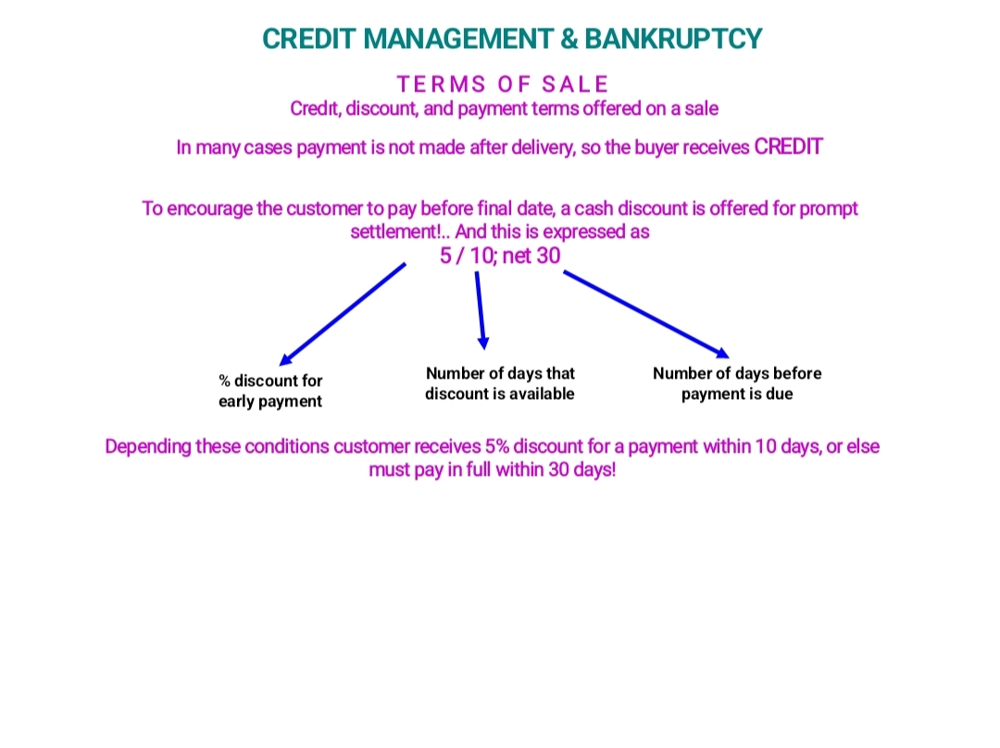 CREDIT MANAGEMENT & BANKRUPTCY
TERMS OF SALE
Credit, discount, and payment terms offered on a sale
In many cases payment is not made after delivery, so the buyer receives CREDIT
To encourage the customer to pay before final date, a cash discount is offered for prompt
settlement!.. And this is expressed as
5 / 10; net 30
% discount for
early payment
Number of days that
discount is available
Number of days before
payment is due
Depending these conditions customer receives 5% discount for a payment within 10 days, or else
must pay in full within 30 days!